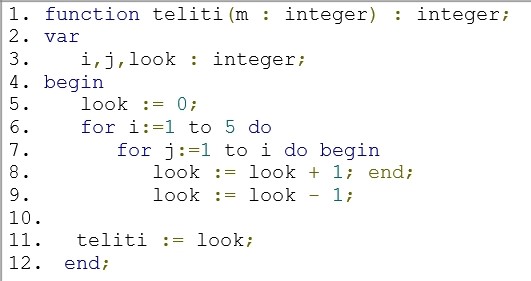 1. function teliti(m : integer) : integer;
2. var
3.    i,j,look : integer;
4. begin
5.    look := 0;
6.    for i:=1 to 5 do
7.       for j:=1 to i do begin
8.          look := look + 1; end;
9.          look := look - 1;
10.
11.   teliti := look;
12.  end;